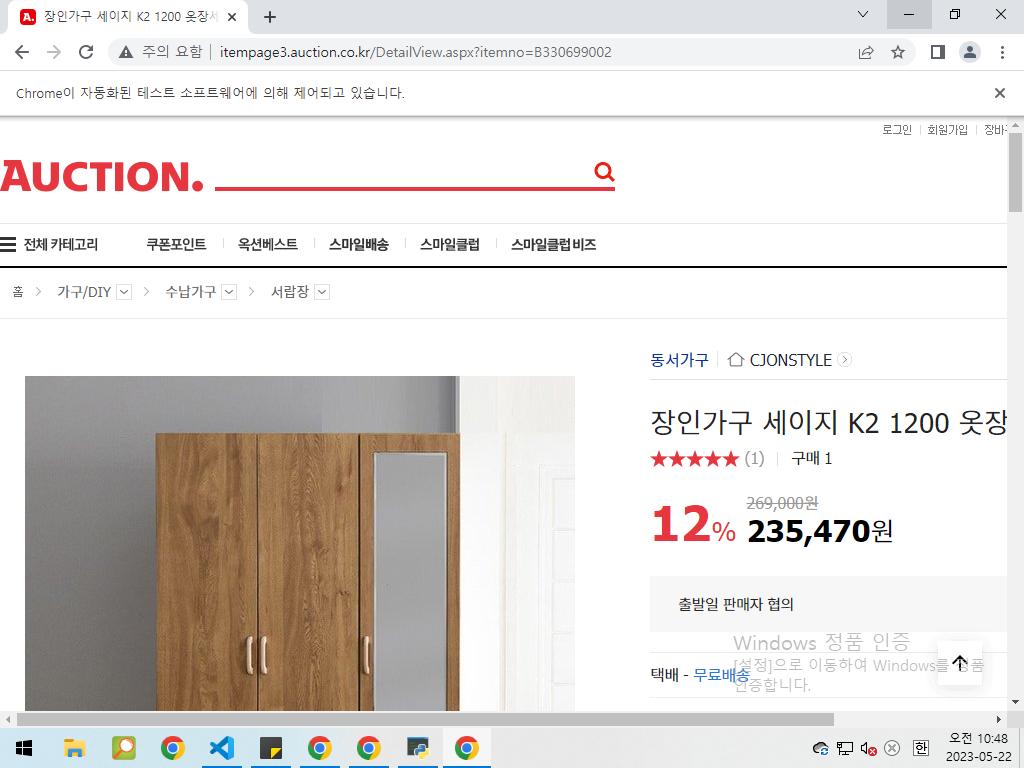 장인가구 세이지 K2 1200 옷장세
주의 요함 itempage3.auction.co.kr/DetailView.aspx?itemno=B330699002
Chrome이 자동화된 테스트 소프트웨어에 의해 제어되고 있습니다.
로그인 회원가입 장바
AUCTION.
전체 카테고리 쿠폰포인트 옥션베스트 스마일배송 스마일클럽 스마일클럽 비즈
홈 가구/DIY 수납가구 서랍장
동서가구 CJONSTYLE
장인가구 세이지 K2 1200 옷장
★★★★★ (1) 구매 1
12% 269,000원
235,470원
출발일 판매자 협의
Windows 정품 인증
[설정]으로 이동하여 Windows를 정품
인증합니다.
택배 - 무료배송
한
오전 10:48
2023-05-22